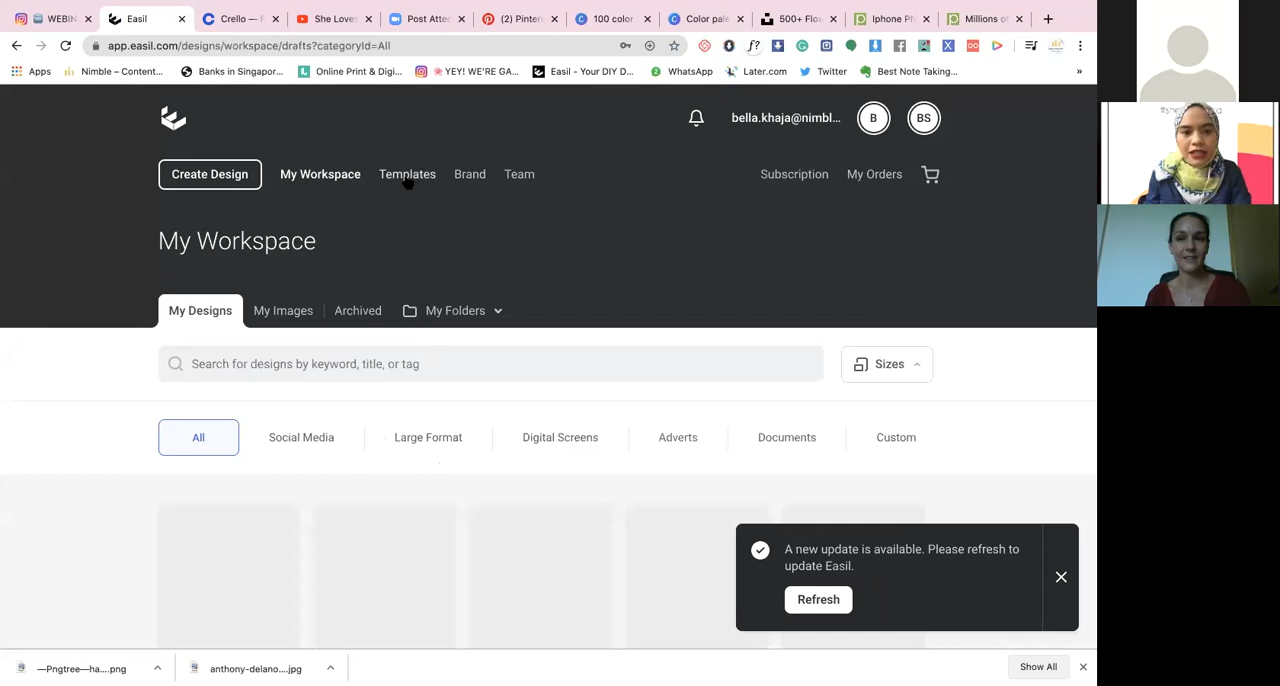 WEBIN
Easil
Crello — F
She Loves
Post Atter
(2) Pinter
100 color
Color pale
500+ Flow
Iphone PN
Millions of
app.easil.com/designs/workspace/drafts?categoryId=All
Apps
Nimble – Content...
Banks in Singapor...
Online Print & Digi...
YEY! WE'RE GA...
Easil - Your DIY D...
WhatsApp
Later.com
Twitter
Best Note Taking...
»
bella.khaja@nimbl...
B
BS
Create Design
My Workspace
Templates
Brand
Team
Subscription
My Orders
My Workspace
My Designs
My Images
Archived
My Folders
Search for designs by keyword, title, or tag
Sizes
All
Social Media
Large Format
Digital Screens
Adverts
Documents
Custom
A new update is available. Please refresh to
update Easil.
Refresh
—Pngtree—ha....png
anthony-delano....jpg
Show All